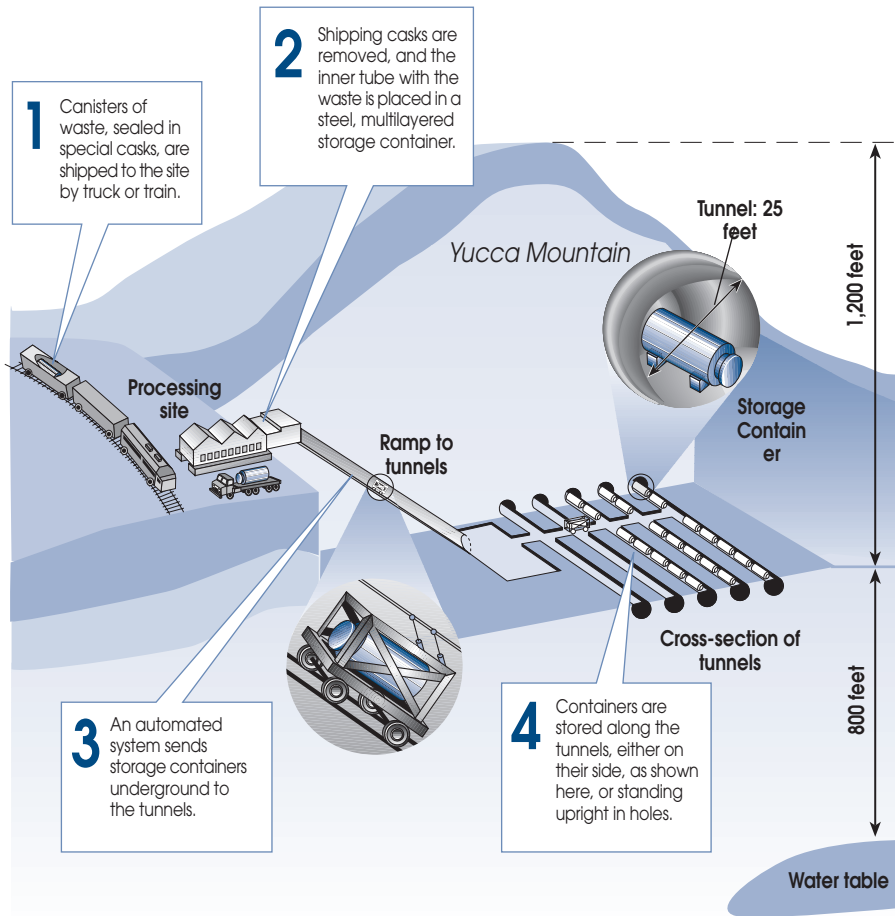 1
Canisters of
waste, sealed in
special casks, are
shipped to the site
by truck or train.
2
Shipping casks are
removed, and the
inner tube with the
waste is placed in a
steel, multilayered
storage container.
Yucca Mountain
Tunnel: 25
feet
1,200 feet
Processing
site
Ramp to
tunnels
Storage
Contain
er
Cross-section of
tunnels
3
An automated
system sends
storage containers
underground to
the tunnels.
4
Containers are
stored along the
tunnels, either on
their side, as shown
here, or standing
upright in holes.
800 feet
Water table